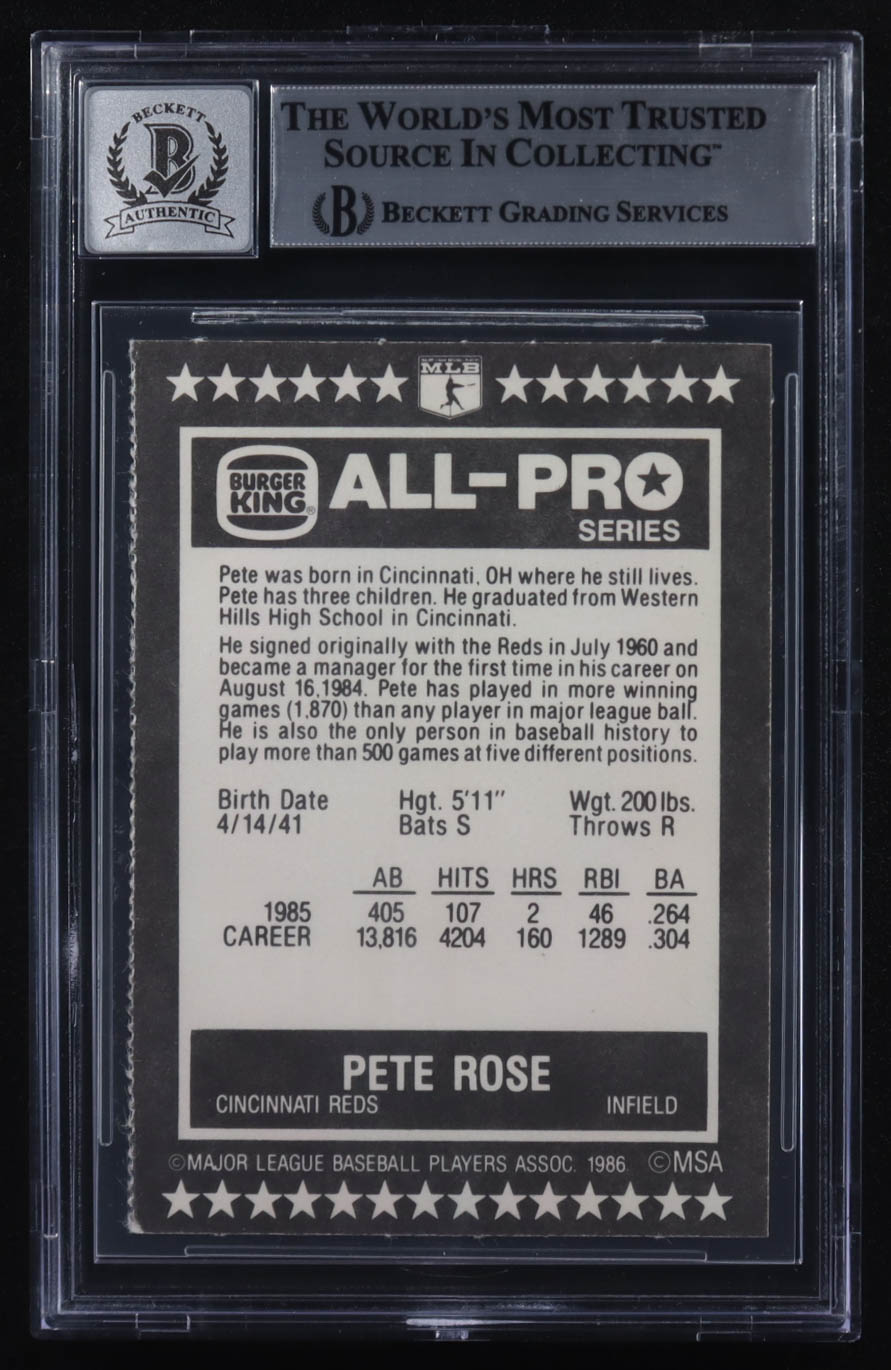 BECKETT
B
AUTHENTIC
THE WORLD'S MOST TRUSTED
SOURCE IN COLLECTING™
B BECKETT GRADING SERVICES
MLB
BURGER
KING®
ALL-PRO
SERIES
Pete was born in Cincinnati, OH where he still lives.
Pete has three children. He graduated from Western
Hills High School in Cincinnati.
He signed originally with the Reds in July 1960 and
became a manager for the first time in his career on
August 16,1984. Pete has played in more winning
games (1,870) than any player in major league ball.
He is also the only person in baseball history to
play more than 500 games at five different positions.
Birth Date Hgt. 5'11" Wgt. 200 lbs.
4/14/41 Bats S Throws R
AB HITS HRS RBI BA
1985 405 107 2 46 .264
CAREER 13,816 4204 160 1289 .304
PETE ROSE
CINCINNATI REDS INFIELD
©MAJOR LEAGUE BASEBALL PLAYERS ASSOC. 1986 ©MSA